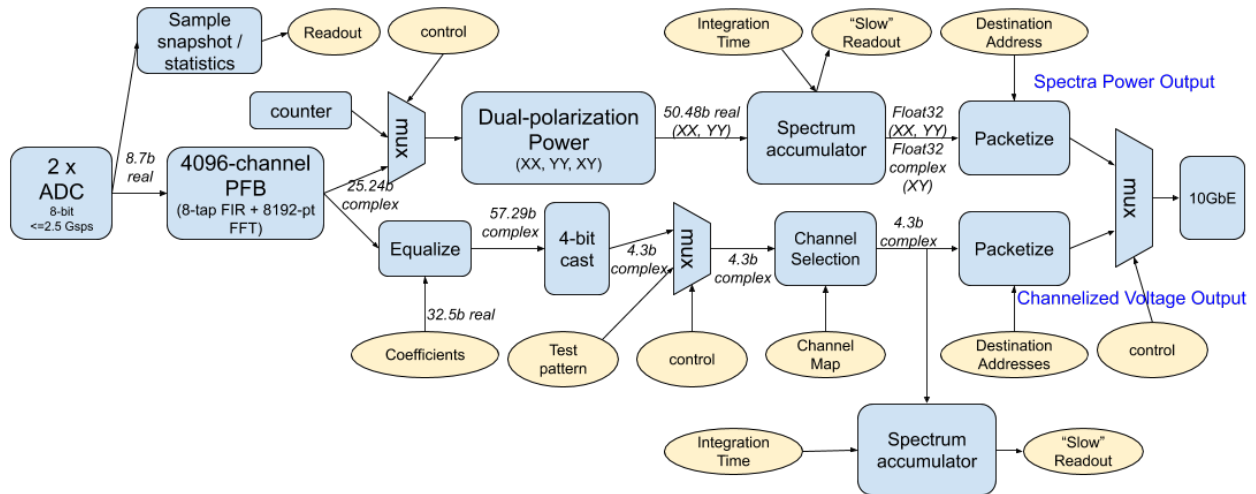 Sample
snapshot /
statistics
Readout
control
Integration
Time
“Slow”
Readout
Destination
Address
Spectra Power Output
counter
mux
Dual-polarization
Power
(XX, YY, XY)
50.48b real
(XX, YY)
Spectrum
accumulator
Float32
(XX, YY)
Float32
complex
(XY)
Packetize
2 x
ADC
8-bit
<=2.5 Gsps
8.7b
real
4096-channel
PFB
(8-tap FIR + 8192-pt
FFT)
25.24b
complex
mux
10GbE
Equalize
57.29b
complex
4-bit
cast
4.3b
complex
mux
4.3b
complex
Channel
Selection
4.3b
complex
Packetize
Channelized Voltage Output
32.5b real
Coefficients
Test
pattern
control
Channel
Map
Destination
Addresses
control
Integration
Time
Spectrum
accumulator
“Slow”
Readout